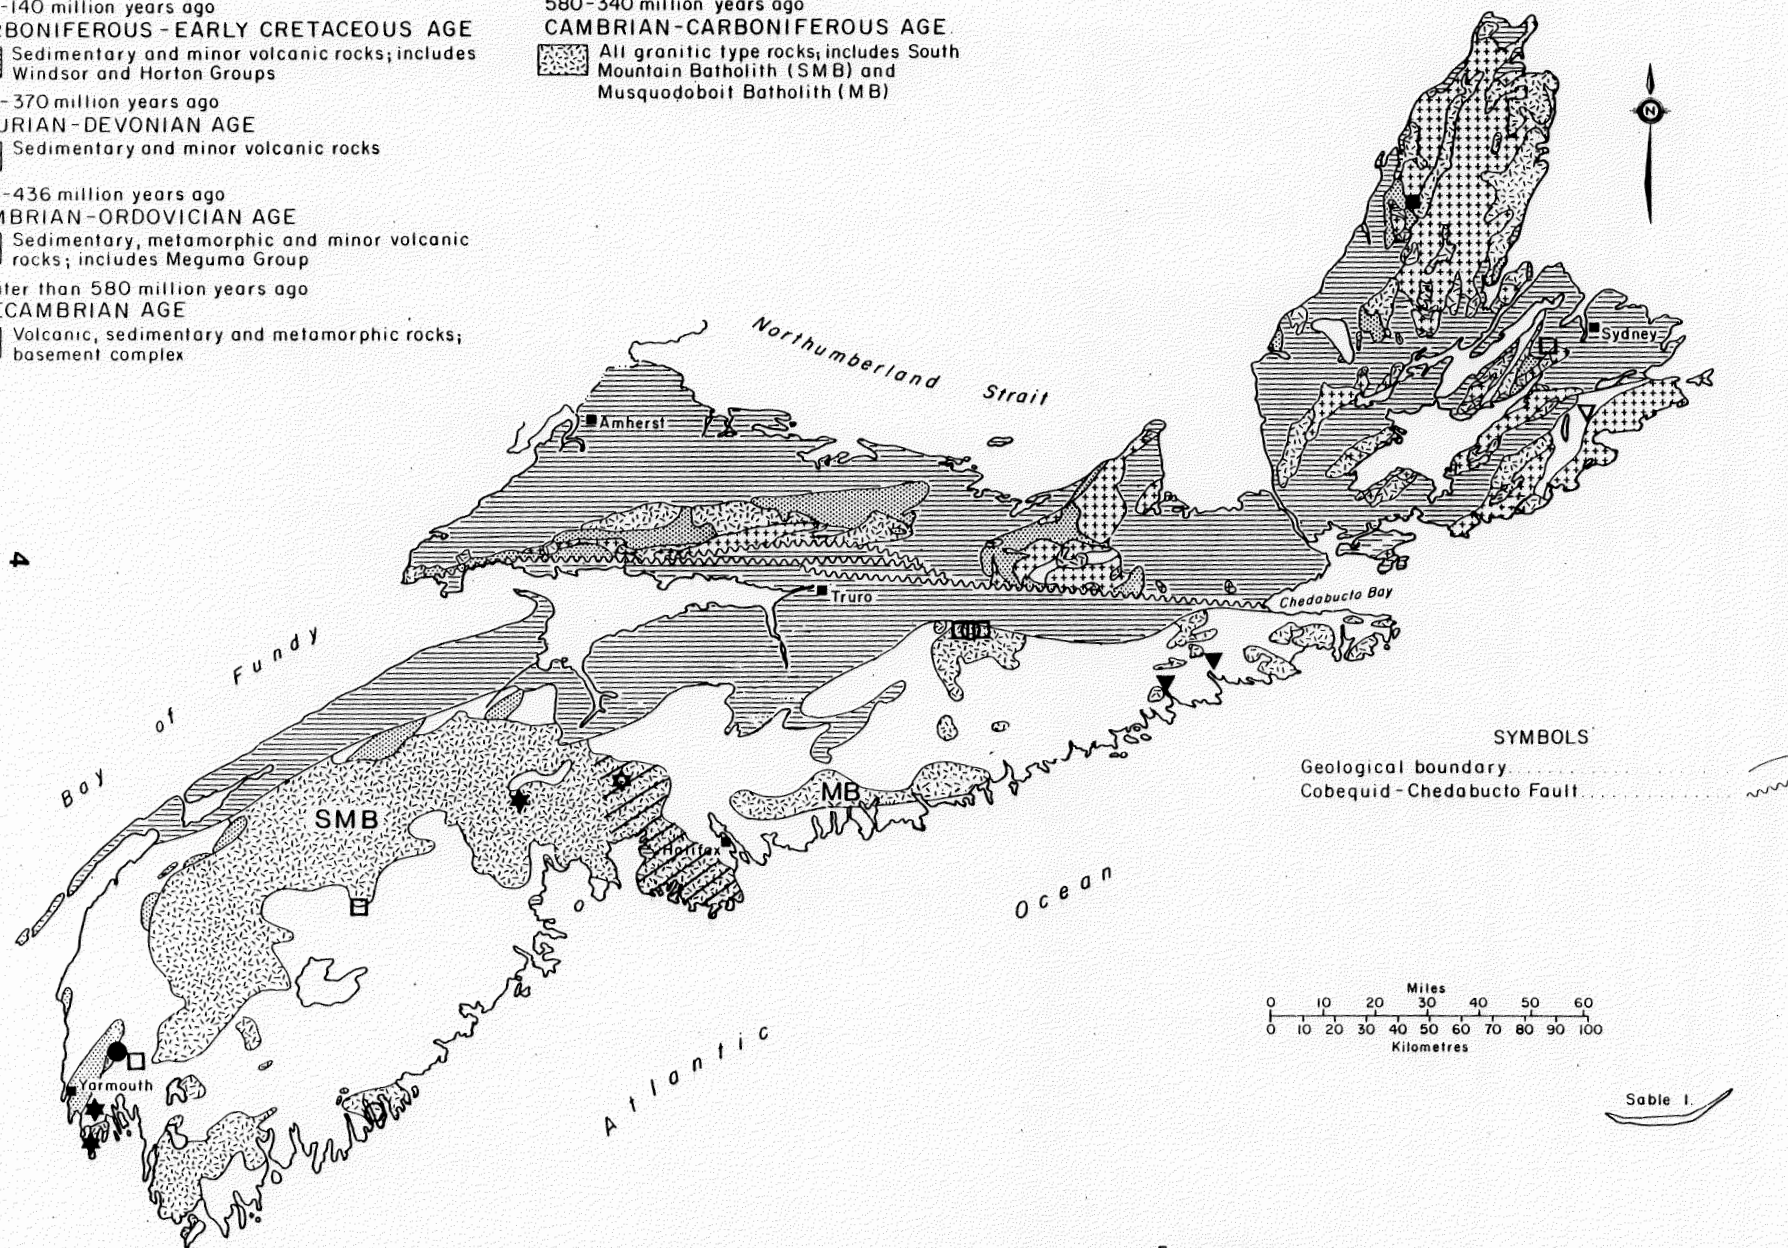 -140 million years ago
RBONIFEROUS-EARLY CRETACEOUS AGE
Sedimentary and minor volcanic rocks; includes
Windsor and Horton Groups
-370 million years ago
URIAN-DEVONIAN AGE
Sedimentary and minor volcanic rocks
-436 million years ago
MBRIAN-ORDOVICIAN AGE
Sedimentary, metamorphic and minor volcanic
rocks; includes Meguma Group
ater than 580 million years ago
ECAMBRIAN AGE
Volcanic, sedimentary and metamorphic rocks;
basement complex
580-340 million years ago
CAMBRIAN-CARBONIFEROUS AGE
All granitic type rocks; includes South
Mountain Batholith (SMB) and
Musquodoboit Batholith (MB)
N
Northumberland Strait
Sydney
Amherst
4
Truro
Chedabucto Bay
Bay of Fundy
SMB
MB
Halifax
SYMBOLS
Geological boundary
Cobequid-Chedabucto Fault
Atlantic Ocean
Miles
0 10 20 30 40 50 60
0 10 20 30 40 50 60 70 80 90 100
Kilometres
Yarmouth
Sable I.